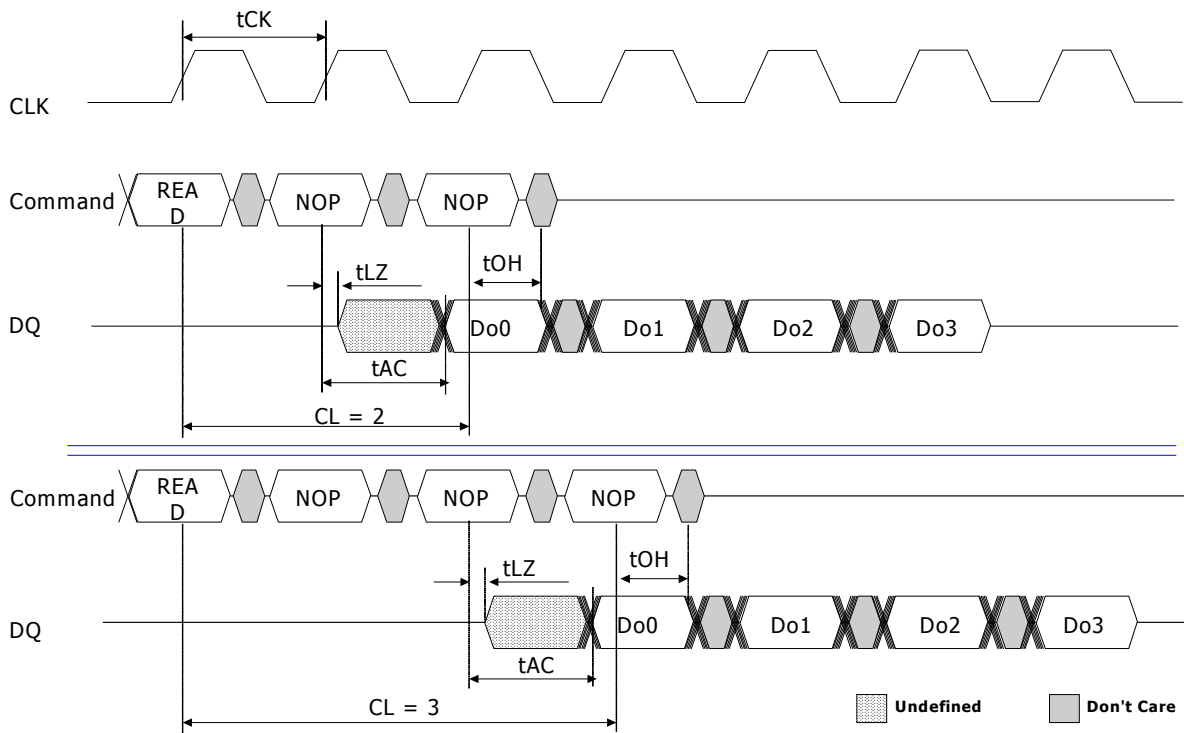 tCK
CLK
Command
REA
D
NOP
NOP
tOH
tLZ
DQ
Do0
Do1
Do2
Do3
tAC
CL = 2
Command
REA
D
NOP
NOP
NOP
tOH
tLZ
DQ
Do0
Do1
Do2
Do3
tAC
CL = 3
Undefined
Don't Care